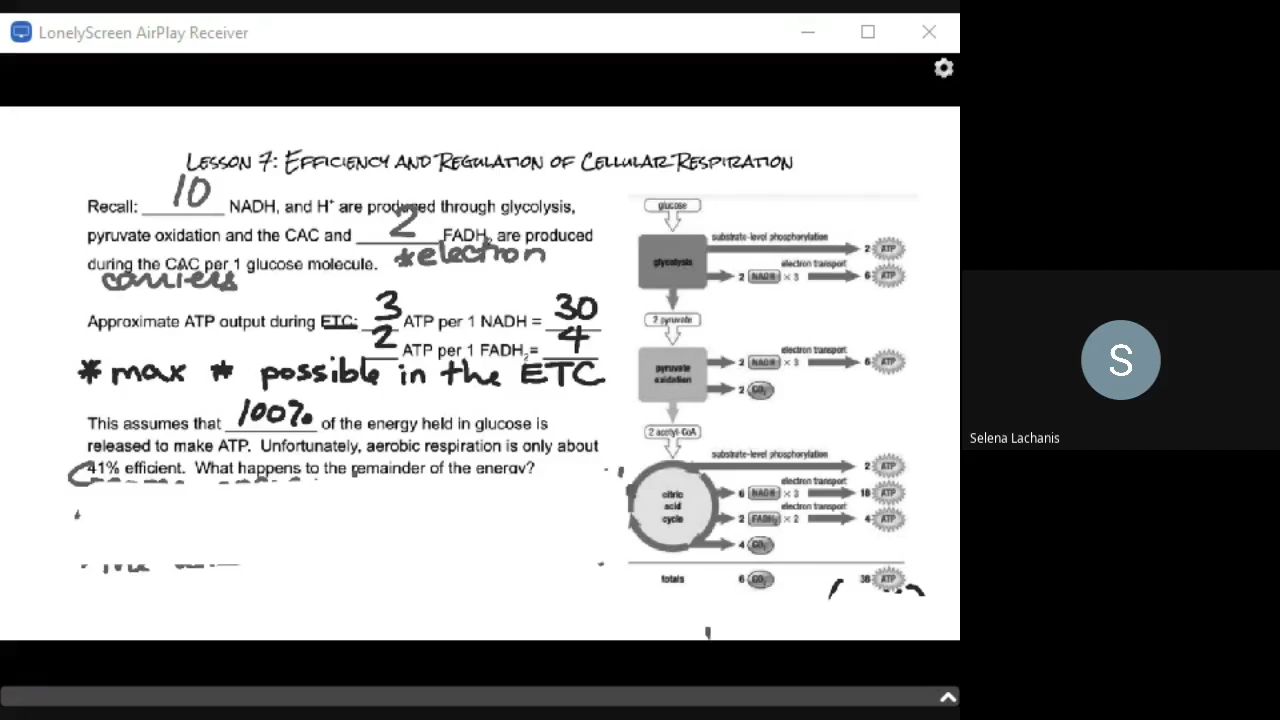 LonelyScreen AirPlay Receiver
LESSON 7: EFFICIENCY AND REGULATION OF CELLULAR RESPIRATION
Recall: 10 NADH, and H⁺ are produced through glycolysis,
pyruvate oxidation and the CAC and 2 FADH₂ are produced
during the CAC per 1 glucose molecule. *electron
carriers
Approximate ATP output during ETC: 3 ATP per 1 NADH = 30
2 ATP per 1 FADH₂= 4
* max * possible in the ETC
This assumes that 100% of the energy held in glucose is
released to make ATP. Unfortunately, aerobic respiration is only about
41% efficient. What happens to the remainder of the energy?
glucose
substrate-level phosphorylation
2 ATP
glycolysis
electron transport
2 NADH × 3 6 ATP
2 pyruvate
electron transport
pyruvate oxidation
2 NADH × 3 6 ATP
2 CO₂
2 acetyl-CoA
substrate-level phosphorylation
2 ATP
electron transport
citric acid cycle
6 NADH × 3 18 ATP
electron transport
2 FADH₂ × 2 4 ATP
4 CO₂
totals 6 CO₂ 38 ATP
S
Selena Lachanis